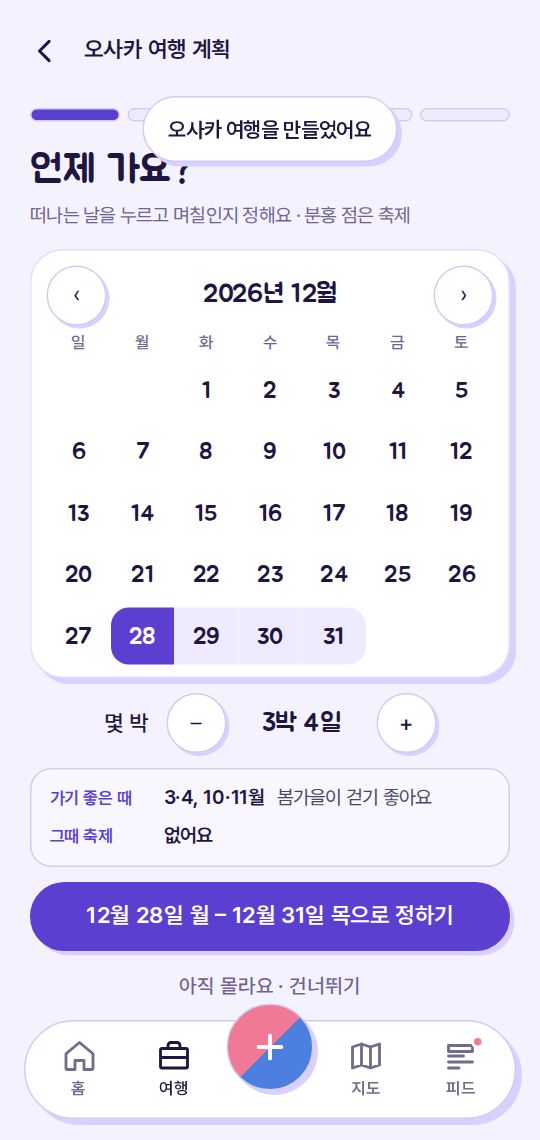 오사카 여행 계획
오사카 여행을 만들었어요
언제 가요?
떠나는 날을 누르고 며칠인지 정해요 · 분홍 점은 축제
‹ 2026년 12월 ›
일 월 화 수 목 금 토
1 2 3 4 5
6 7 8 9 10 11 12
13 14 15 16 17 18 19
20 21 22 23 24 25 26
27 28 29 30 31
몇 박 − 3박 4일 +
가기 좋은 때 3·4, 10·11월 봄가을이 걷기 좋아요
그때 축제 없어요
12월 28일 월 – 12월 31일 목으로 정하기
아직 몰라요 · 건너뛰기
홈 여행 지도 피드